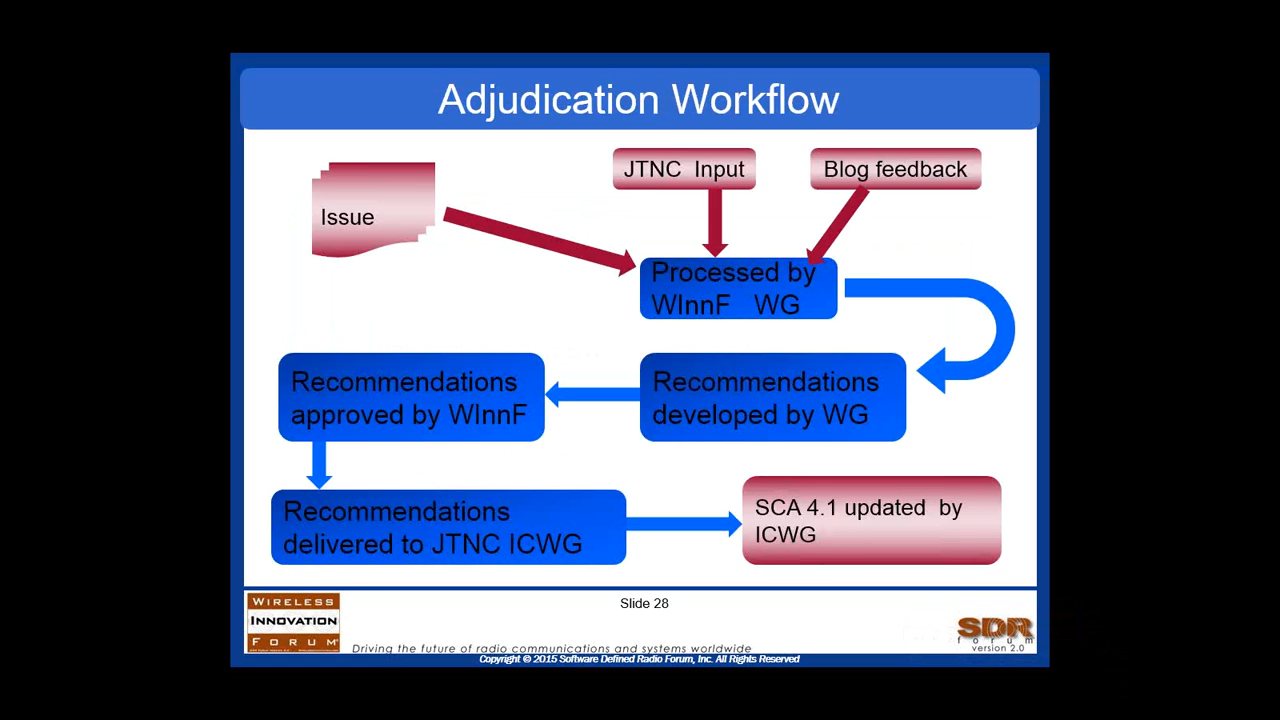 Adjudication Workflow
Issue
JTNC Input
Blog feedback
Processed by
WInnF WG
Recommendations
approved by WInnF
Recommendations
developed by WG
Recommendations
delivered to JTNC ICWG
SCA 4.1 updated by
ICWG
Slide 28
WIRELESS
INNOVATION
FORUM
Driving the future of radio communications and systems worldwide
Copyright © 2015 Software Defined Radio Forum, Inc. All Rights Reserved
SDR
forum
version 2.0